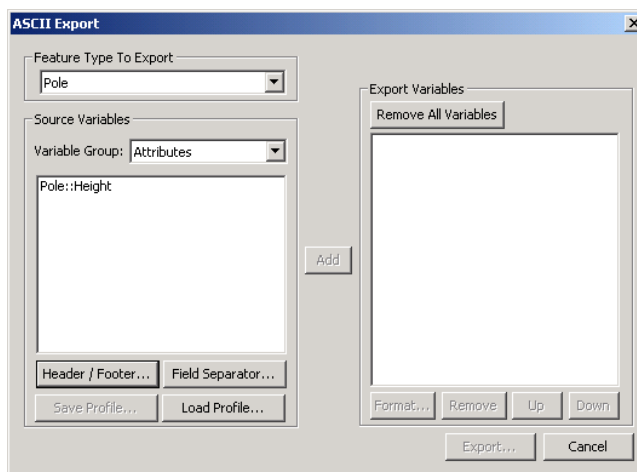 ASCII Export
Feature Type To Export
Pole
Source Variables
Variable Group: Attributes
Pole::Height
Header / Footer... Field Separator...
Save Profile... Load Profile...
Add
Export Variables
Remove All Variables
Format... Remove Up Down
Export... Cancel